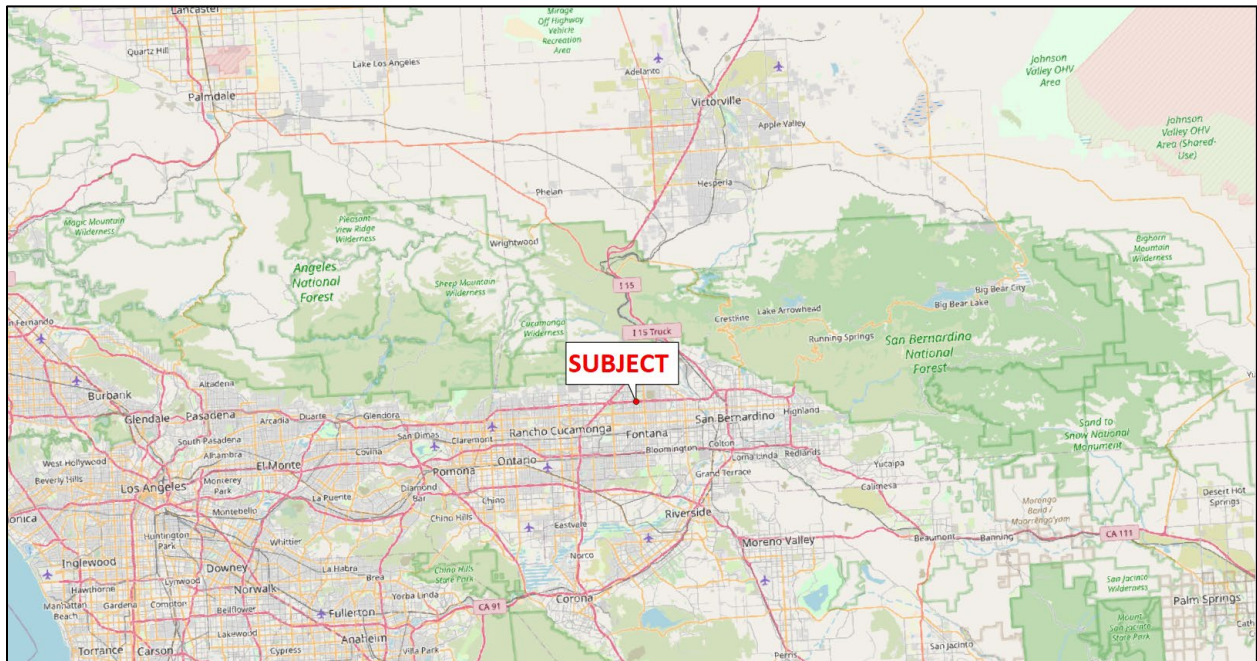 Lancaster
Quartz Hill
Lake Los Angeles
Palmdale
Mirage
Off Highway
Vehicle
Recreation
Area
Adelanto
Victorville
Apple Valley
Hesperia
Phelan
Johnson
Valley OHV
Area
Johnson
Valley OHV
Area (Shared-
Use)
Magic Mountain
Wilderness
Pleasant
View Ridge
Wilderness
Wrightwood
Angeles
National
Forest
Sheep Mountain
Wilderness
Cucamonga
Wilderness
I 15
I 15 Truck
Crestline
Lake Arrowhead
Running Springs
Big Bear City
Big Bear Lake
Bighorn
Mountain
Wilderness
San Bernardino
National
Forest
Sand to
Snow National
Monument
SUBJECT
Burbank
Glendale
Pasadena
Altadena
Arcadia
Duarte
Glendora
South Pasadena
Alhambra
San Dimas
Claremont
Rancho Cucamonga
Fontana
San Bernardino
Highland
West Hollywood
Beverly Hills
El Monte
Covina
Pomona
Ontario
Bloomington
Colton
Loma Linda
Redlands
Grand Terrace
Yucaipa
Calimesa
Los Angeles
Monterey
Park
La Puente
Diamond
Bar
Chino
Chino Hills
Montebello
Huntington
Park
Whittier
Eastvale
Riverside
Moreno Valley
Beaumont
Banning
Morongo
Band /
CA 111
Desert Hot
Springs
Inglewood
Hawthorne
Manhattan
Beach
Gardena
Lynwood
Compton
Downey
Norwalk
Bellflower
La Habra
Brea
Yorba Linda
Fullerton
Anaheim
Chino Hills
State Park
Norco
Corona
CA 91
Lakewood
Cypress
Villa Park
Torrance
Carson
Perris
San Jacinto
San Jacinto
Wilderness
Mount
San Jacinto
State Park
Palm Springs